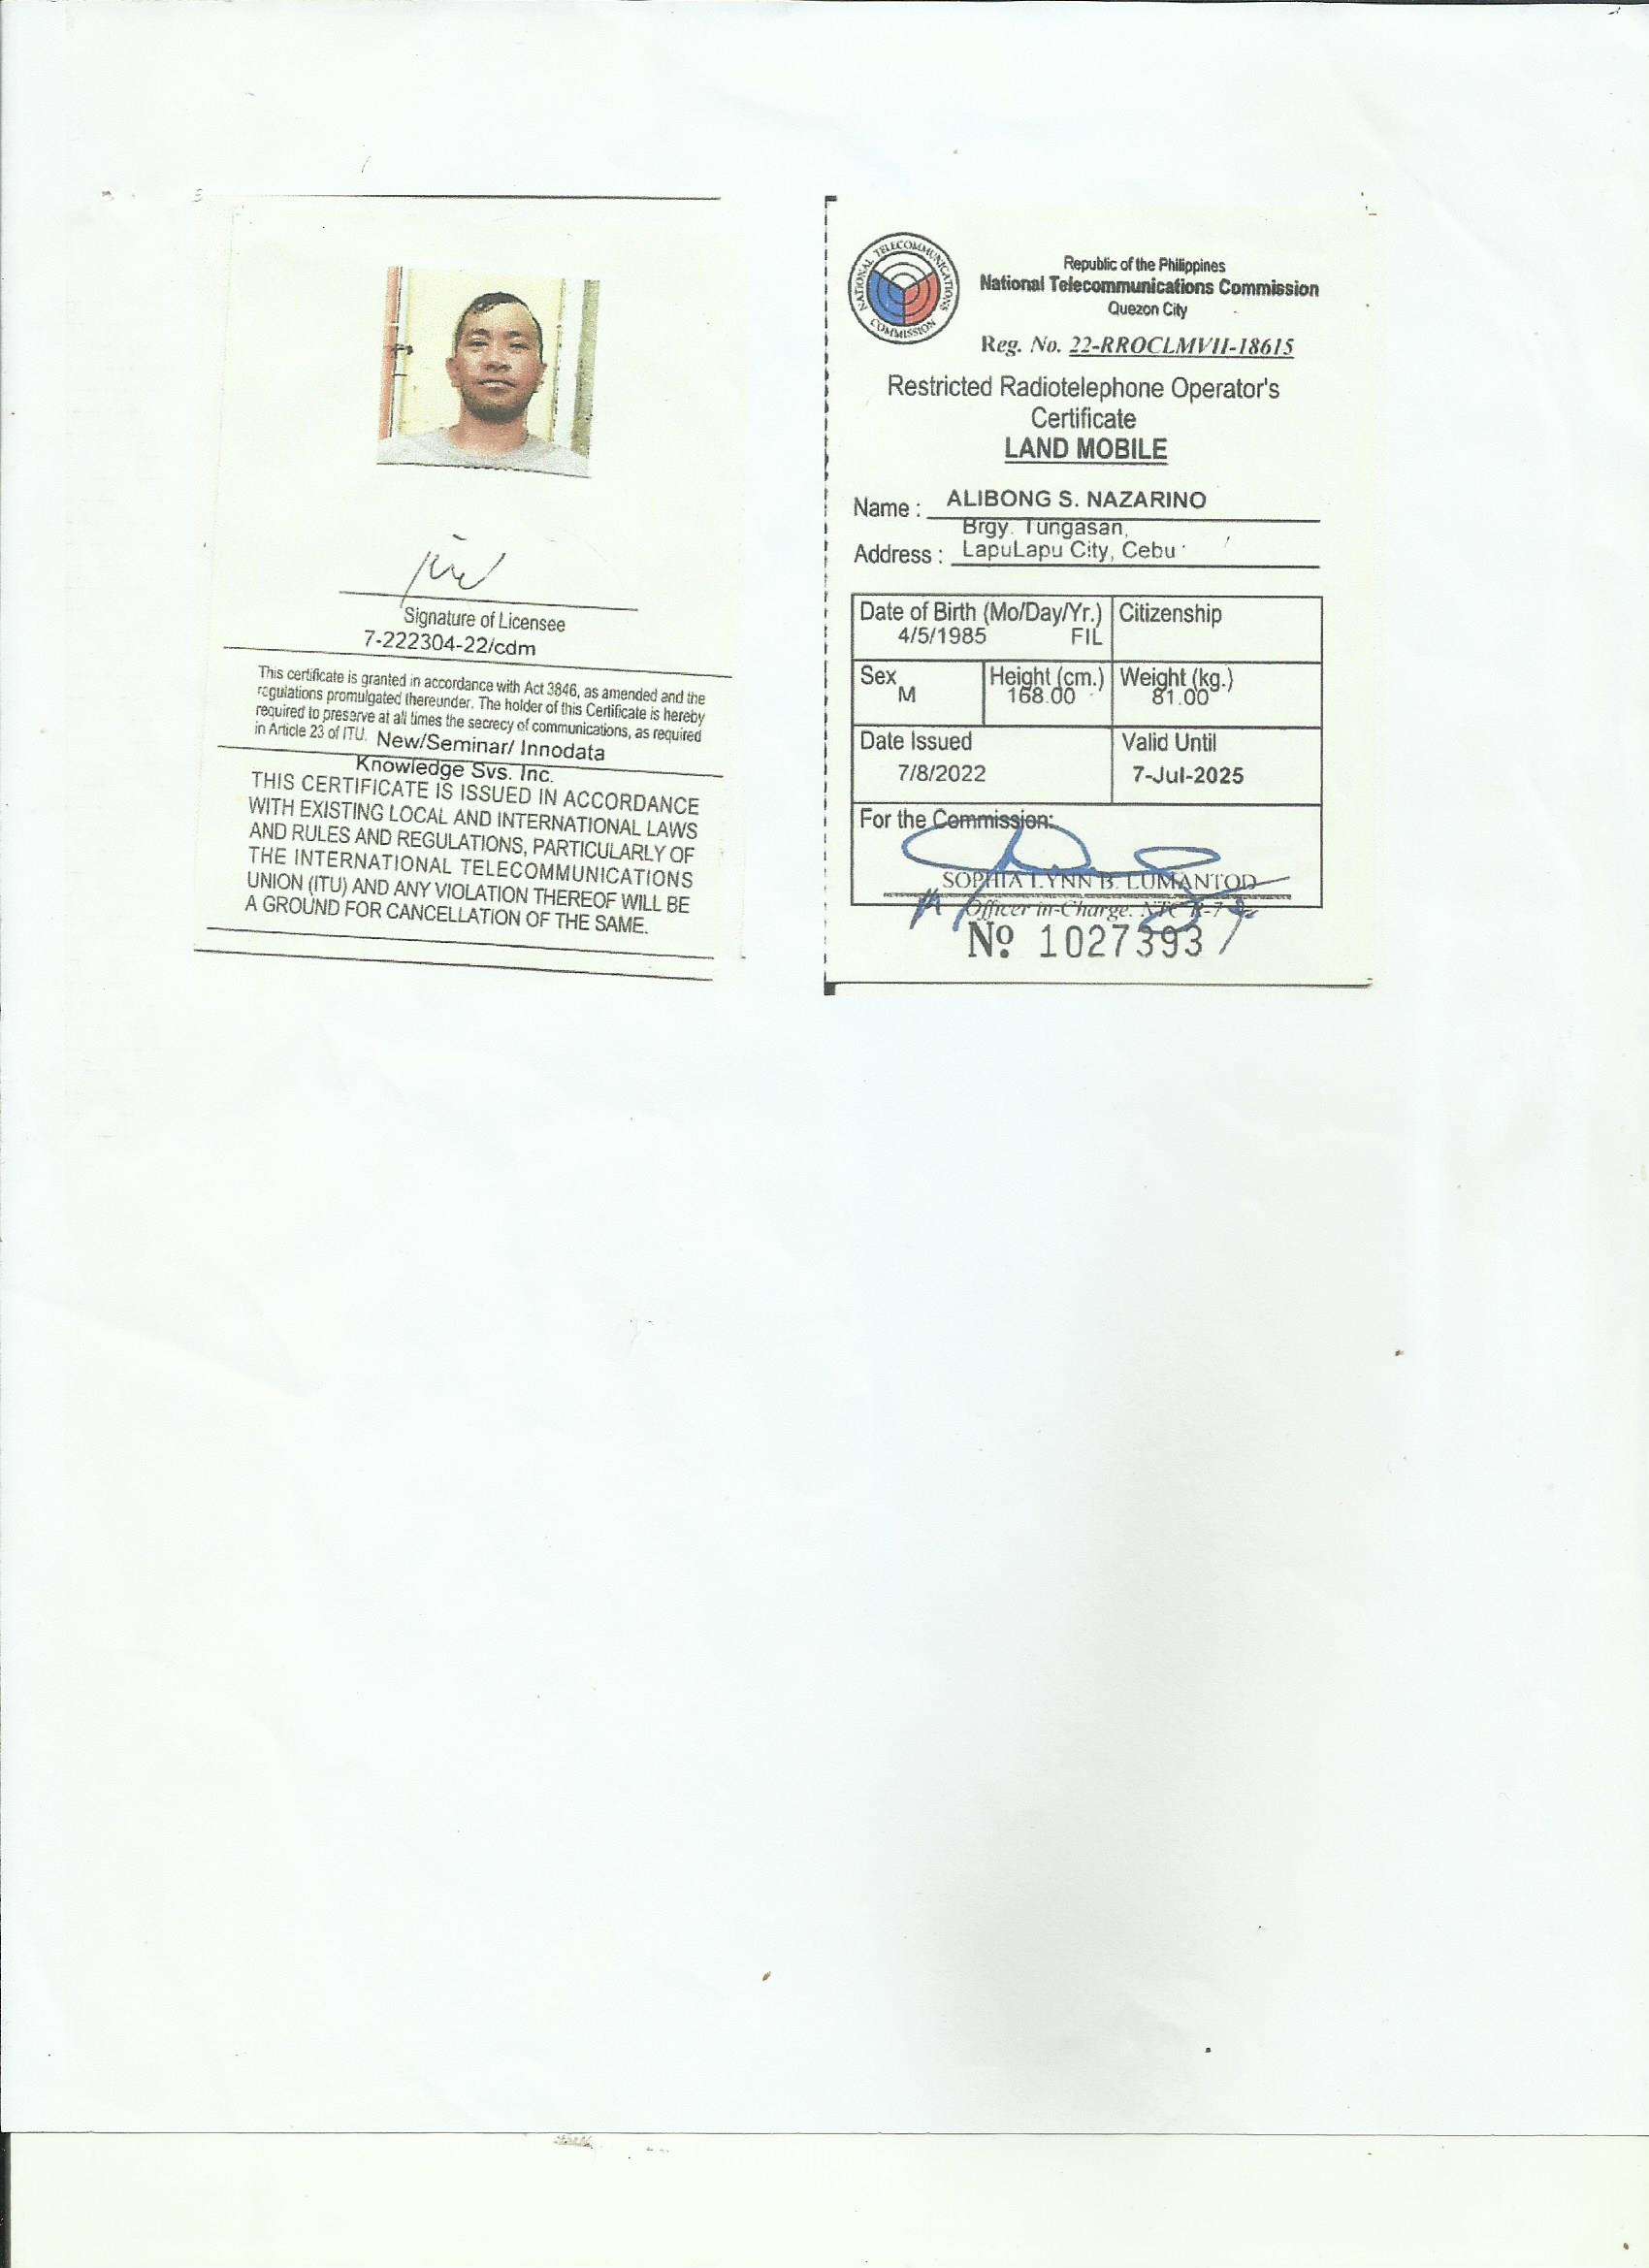 Signature of Licensee
7-222304-22/cdm
This certificate is granted in accordance with Act 3846, as amended and the
regulations promulgated thereunder. The holder of this Certificate is hereby
required to preserve at all times the secrecy of communications, as required
in Article 23 of ITU. New/Seminar/ Innodata
Knowledge Svs. Inc.
THIS CERTIFICATE IS ISSUED IN ACCORDANCE
WITH EXISTING LOCAL AND INTERNATIONAL LAWS
AND RULES AND REGULATIONS, PARTICULARLY OF
THE INTERNATIONAL TELECOMMUNICATIONS
UNION (ITU) AND ANY VIOLATION THEREOF WILL BE
A GROUND FOR CANCELLATION OF THE SAME.
NATIONAL TELECOMMUNICATIONS COMMISSION
Republic of the Philippines
National Telecommunications Commission
Quezon City
Reg. No. 22-RROCLMVII-18615
Restricted Radiotelephone Operator's
Certificate
LAND MOBILE
Name : ALIBONG S. NAZARINO
Brgy. Tungasan,
Address : LapuLapu City, Cebu
Date of Birth (Mo/Day/Yr.) Citizenship
4/5/1985 FIL
Sex Height (cm.) Weight (kg.)
M 168.00 81.00
Date Issued Valid Until
7/8/2022 7-Jul-2025
For the Commission:
SOPHIA LYNN B. LUMANTOD
Officer in-Charge. NTC R-7
Nº 1027393